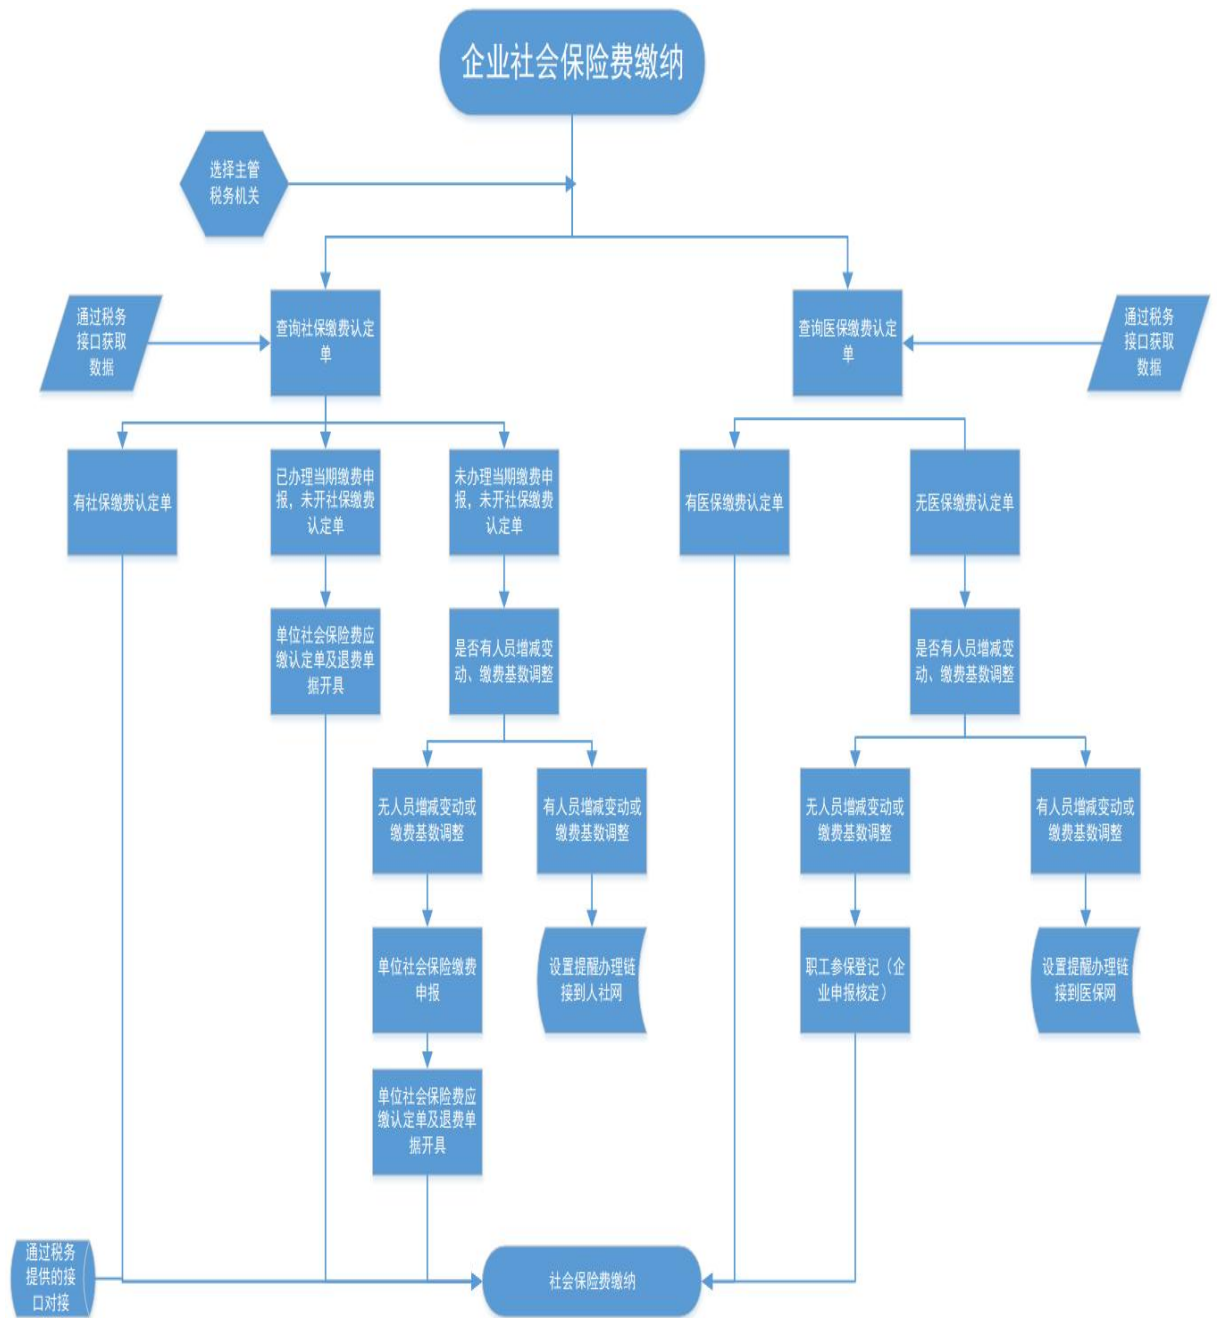 企业社会保险费缴纳
选择主管
税务机关
通过税务
接口获取
数据
查询社保缴费认定
单
查询医保缴费认定
单
通过税务
接口获取
数据
有社保缴费认定单
已办理当期缴费申
报，未开社保缴费
认定单
未办理当期缴费申
报，未开社保缴费
认定单
有医保缴费认定单
无医保缴费认定单
单位社会保险费应
缴认定单及退费单
据开具
是否有人员增减变
动、缴费基数调整
是否有人员增减变
动、缴费基数调整
无人员增减变动或
缴费基数调整
有人员增减变动或
缴费基数调整
无人员增减变动或
缴费基数调整
有人员增减变动或
缴费基数调整
单位社会保险缴费
申报
设置提醒办理链
接到人社网
职工参保登记（企
业申报核定）
设置提醒办理链
接到医保网
单位社会保险费应
缴认定单及退费单
据开具
通过税务
提供的接
口对接
社会保险费缴纳